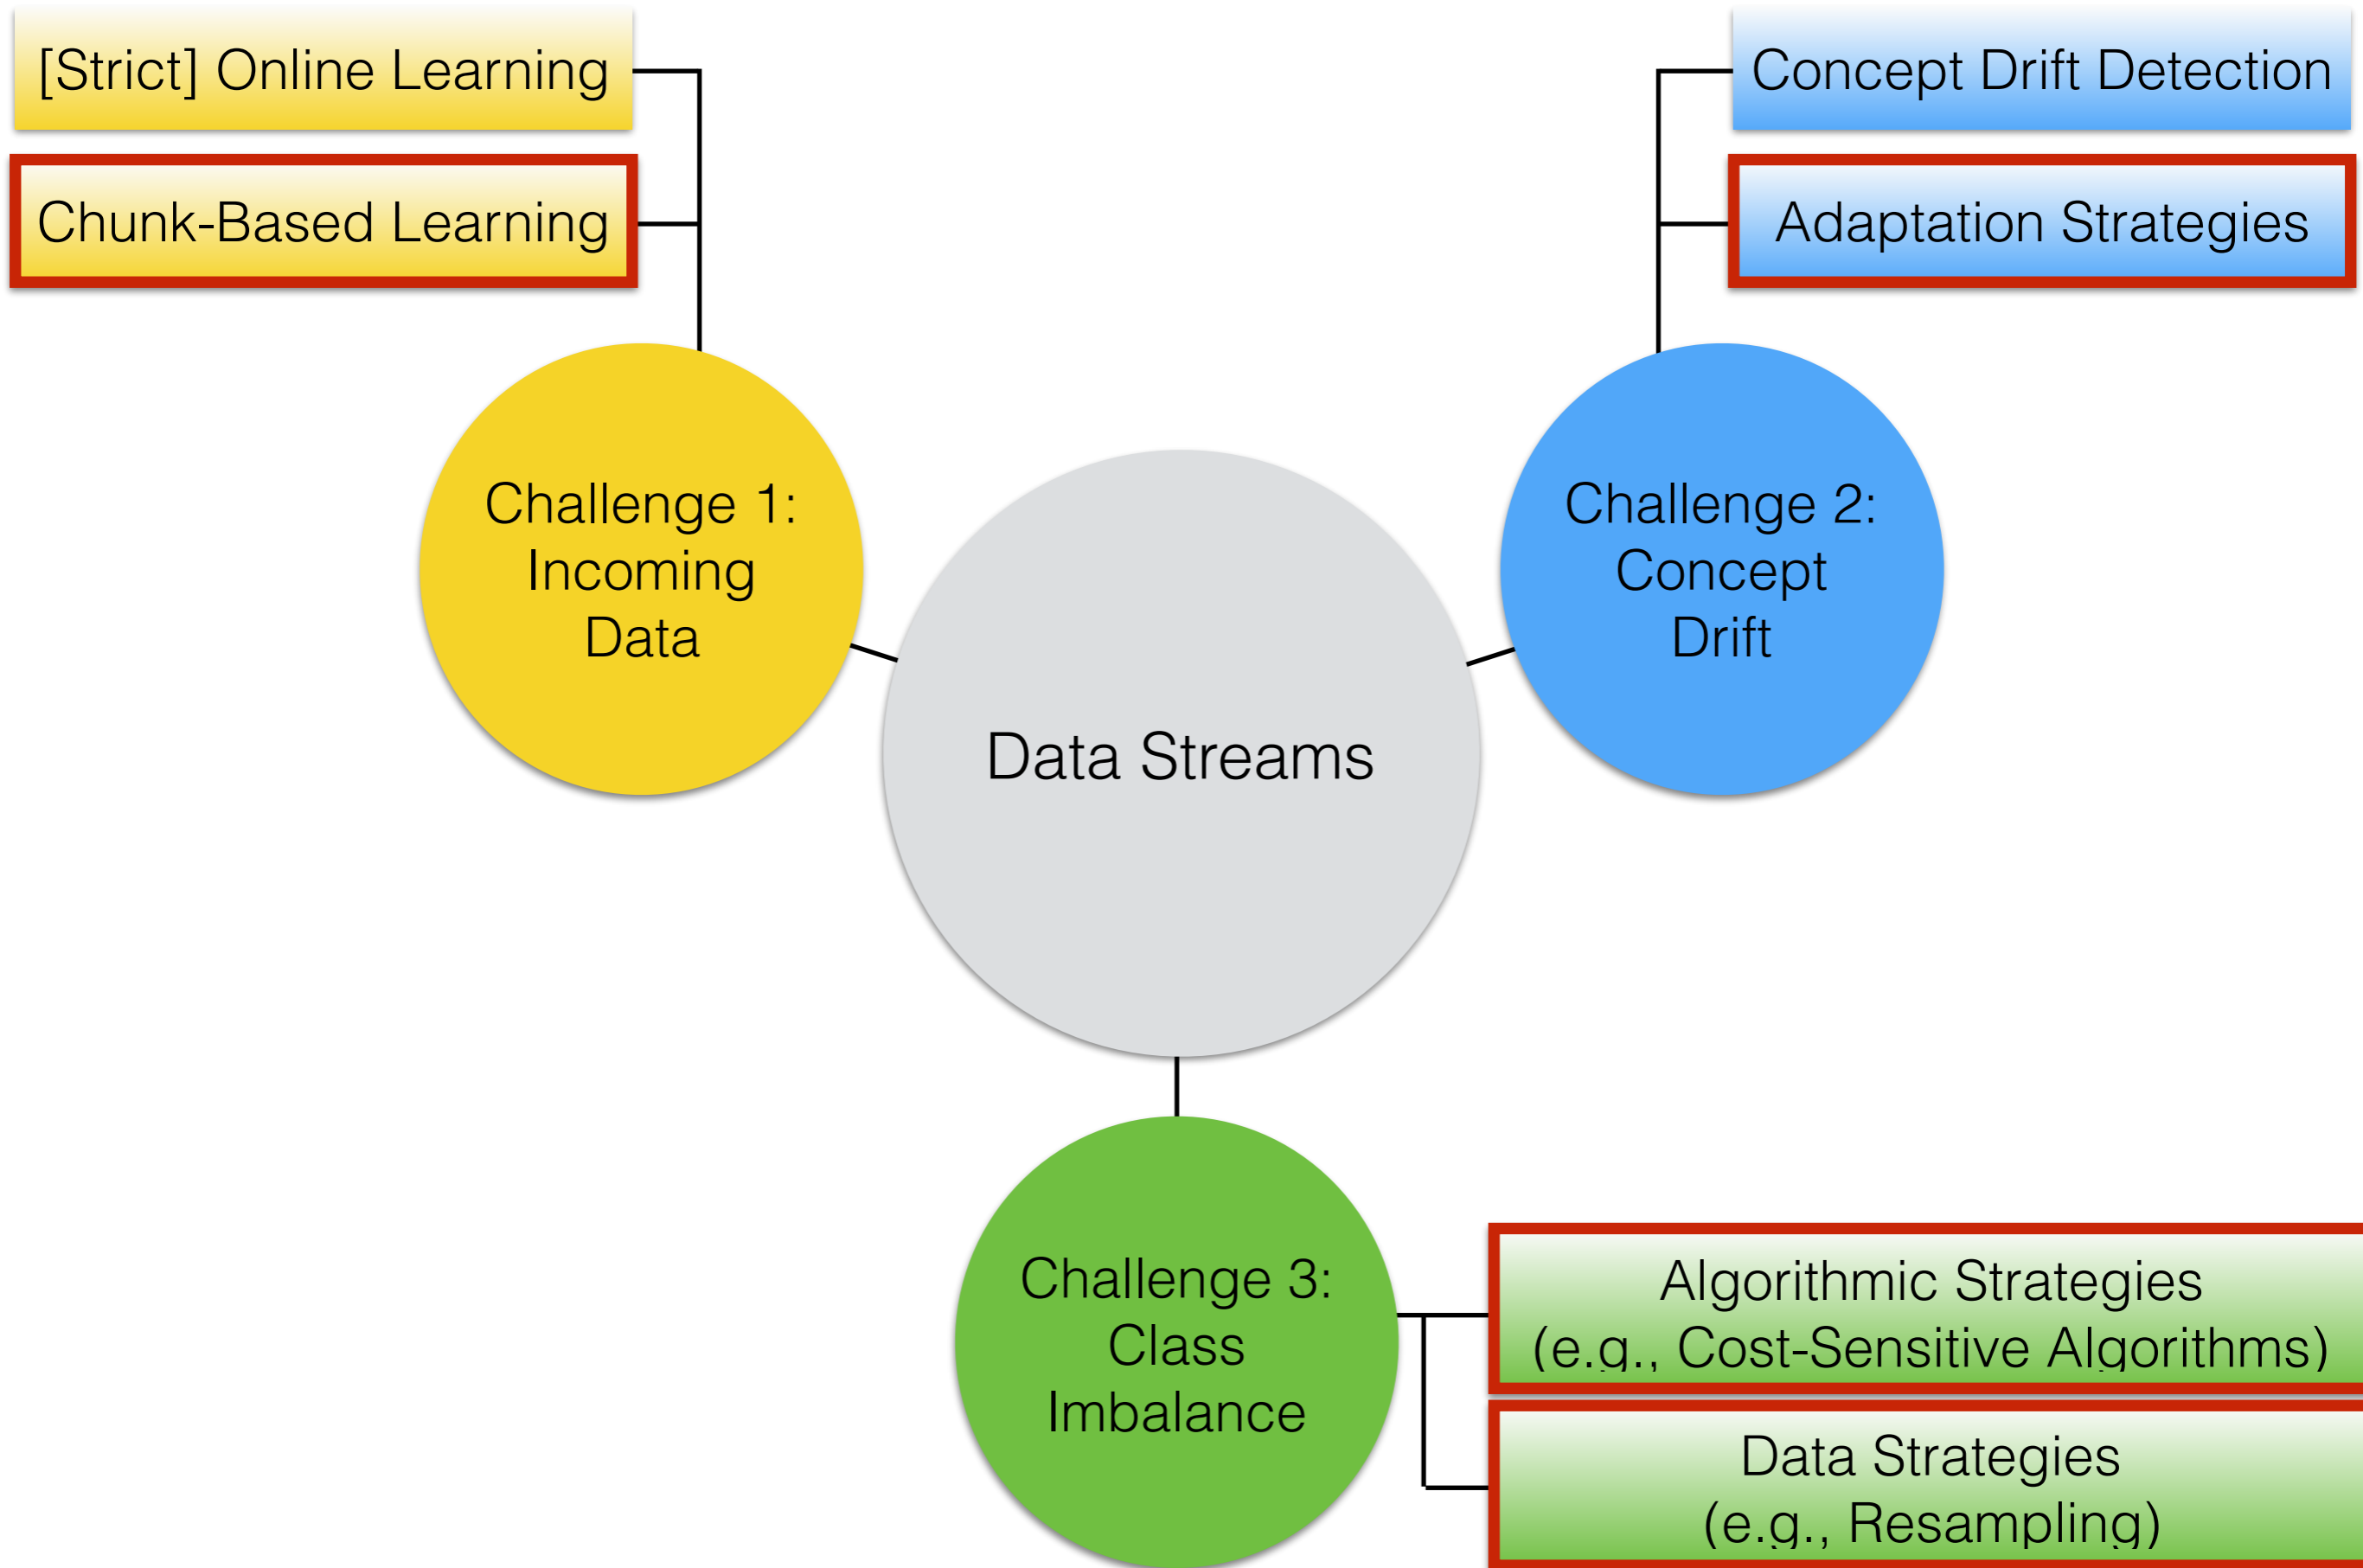 [Strict] Online Learning
Chunk-Based Learning
Concept Drift Detection
Adaptation Strategies
Challenge 1:
Incoming
Data
Challenge 2:
Concept
Drift
Data Streams
Challenge 3:
Class
Imbalance
Algorithmic Strategies
(e.g., Cost-Sensitive Algorithms)
Data Strategies
(e.g., Resampling)